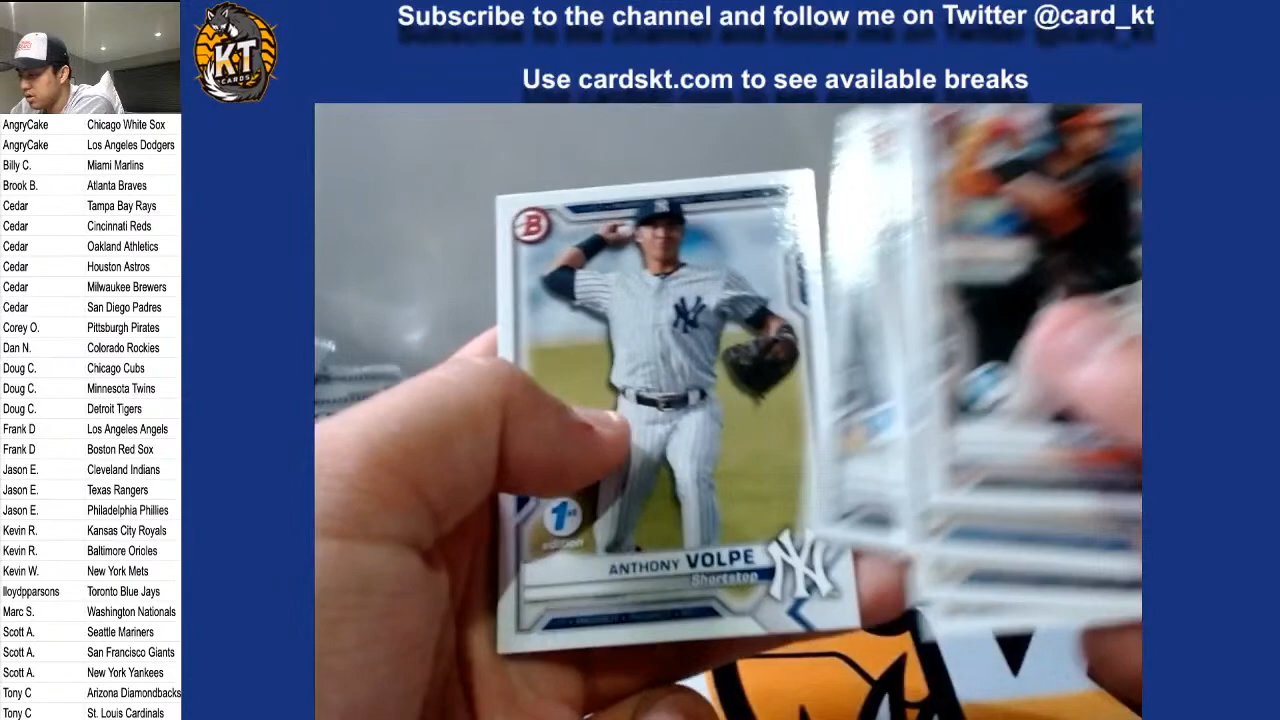 Subscribe to the channel and follow me on Twitter @card_kt
Use cardskt.com to see available breaks
KT
CARDS
AngryCake Chicago White Sox
AngryCake Los Angeles Dodgers
Billy C. Miami Marlins
Brook B. Atlanta Braves
Cedar Tampa Bay Rays
Cedar Cincinnati Reds
Cedar Oakland Athletics
Cedar Houston Astros
Cedar Milwaukee Brewers
Cedar San Diego Padres
Corey O. Pittsburgh Pirates
Dan N. Colorado Rockies
Doug C. Chicago Cubs
Doug C. Minnesota Twins
Doug C. Detroit Tigers
Frank D Los Angeles Angels
Frank D Boston Red Sox
Jason E. Cleveland Indians
Jason E. Texas Rangers
Jason E. Philadelphia Phillies
Kevin R. Kansas City Royals
Kevin R. Baltimore Orioles
Kevin W. New York Mets
lloydpparsons Toronto Blue Jays
Marc S. Washington Nationals
Scott A. Seattle Mariners
Scott A. San Francisco Giants
Scott A. New York Yankees
Tony C Arizona Diamondbacks
Tony C St. Louis Cardinals
B
NY
1st
edition
ANTHONY VOLPE
Shortstop
NY